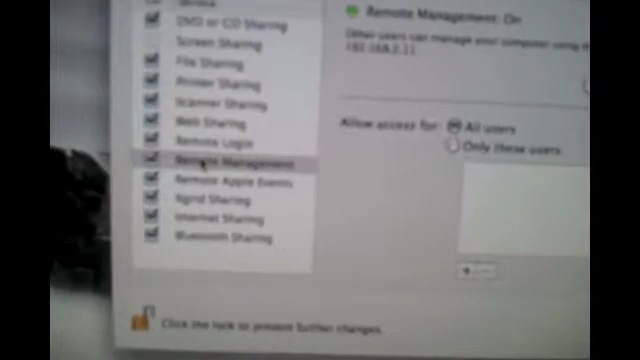 Service
DVD or CD Sharing
Screen Sharing
File Sharing
Printer Sharing
Scanner Sharing
Web Sharing
Remote Login
Remote Management
Remote Apple Events
Xgrid Sharing
Internet Sharing
Bluetooth Sharing
Remote Management: On
Other users can manage your computer using th
192.168.2.11
Allow access for: All users
Only these users:
Click the lock to prevent further changes.